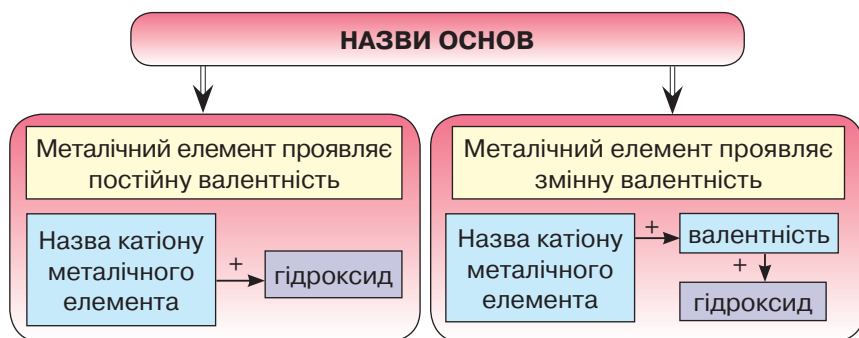 НАЗВИ ОСНОВ
Металічний елемент проявляє
постійну валентність
Назва катіону
металічного
елемента
+
гідроксид
Металічний елемент проявляє
змінну валентність
Назва катіону
металічного
елемента
+
валентність
+
гідроксид